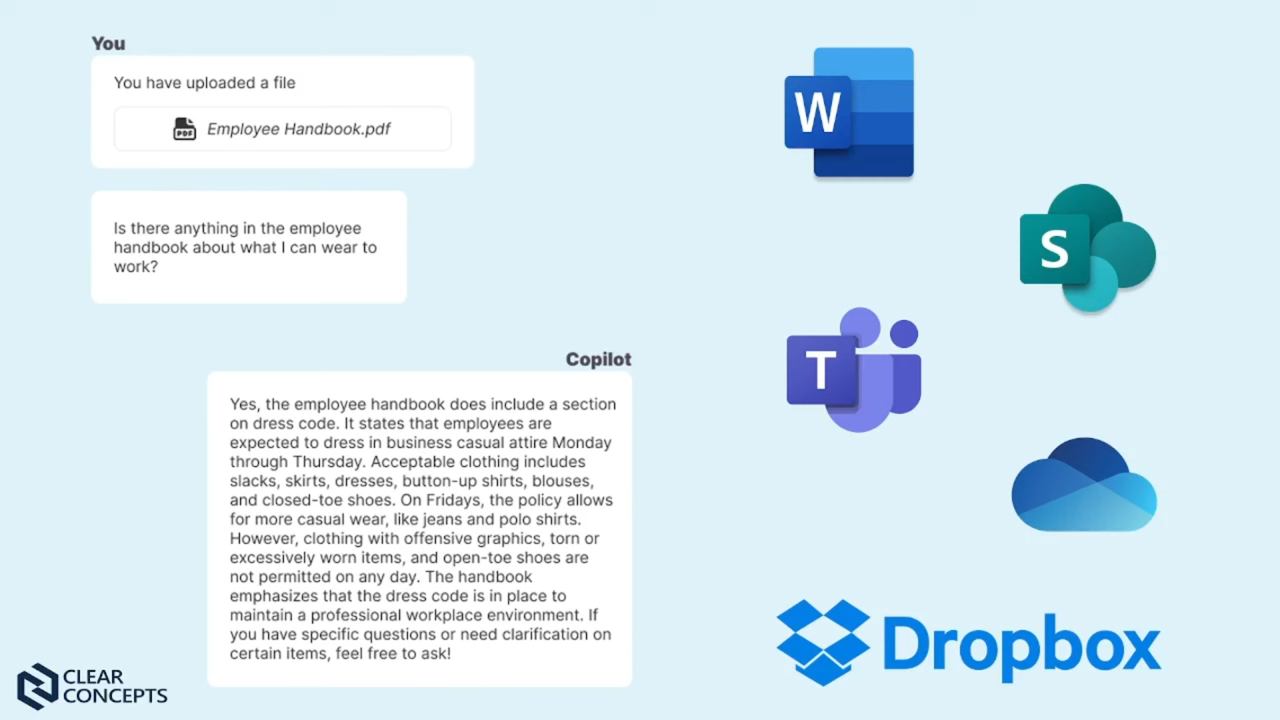 You
You have uploaded a file
PDF
Employee Handbook.pdf
Is there anything in the employee
handbook about what I can wear to
work?
Copilot
Yes, the employee handbook does include a section
on dress code. It states that employees are
expected to dress in business casual attire Monday
through Thursday. Acceptable clothing includes
slacks, skirts, dresses, button-up shirts, blouses,
and closed-toe shoes. On Fridays, the policy allows
for more casual wear, like jeans and polo shirts.
However, clothing with offensive graphics, torn or
excessively worn items, and open-toe shoes are
not permitted on any day. The handbook
emphasizes that the dress code is in place to
maintain a professional workplace environment. If
you have specific questions or need clarification on
certain items, feel free to ask!
W
S
T
Dropbox
CLEAR
CONCEPTS